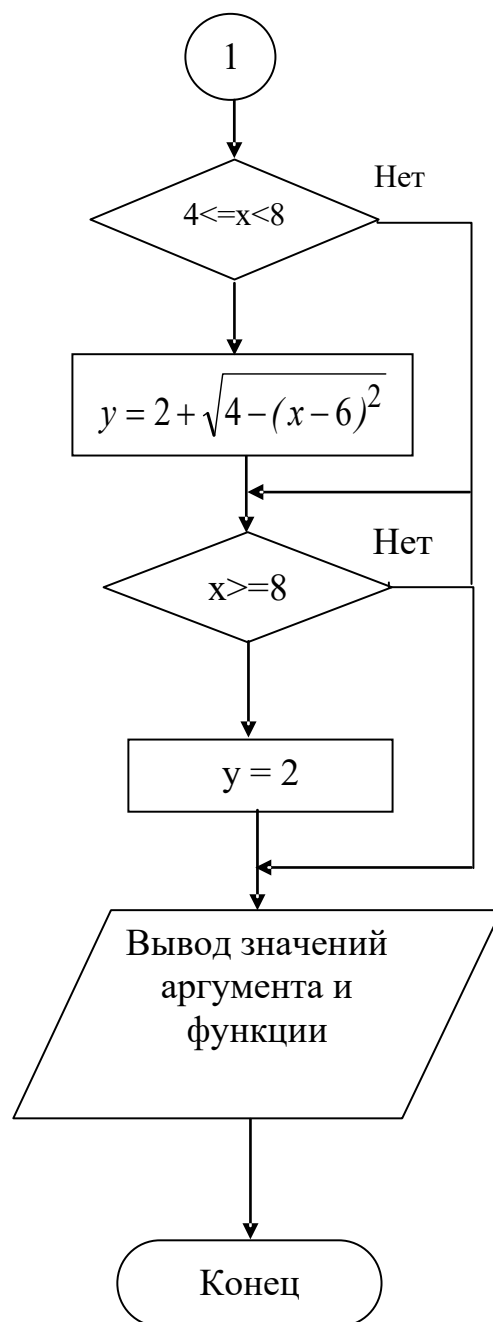 1
Нет
4<=x<8
y = 2 + √4 − (x − 6)²
Нет
x>=8
y = 2
Вывод значений
аргумента и
функции
Конец